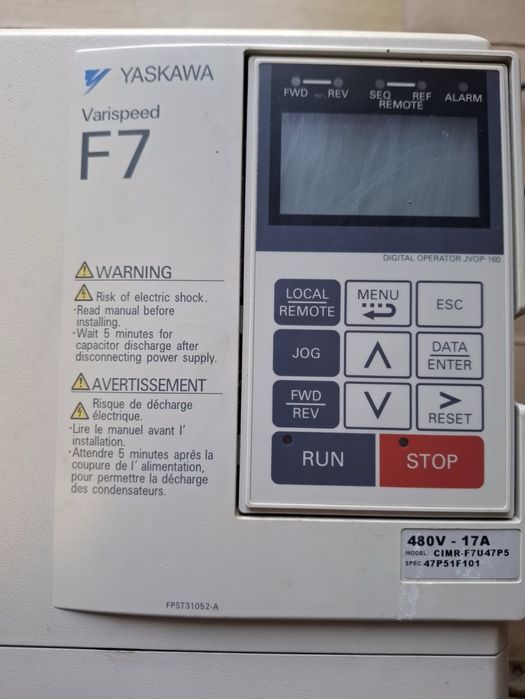 YASKAWA
Varispeed
F7
WARNING
Risk of electric shock.
·Read manual before
installing.
·Wait 5 minutes for
capacitor discharge after
disconnecting power supply.
AVERTISSEMENT
Risque de décharge
électrique.
·Lire le manuel avant l'
installation.
·Attendre 5 minutes après la
coupure de l' alimentation,
pour permettre la décharge
des condensateurs.
FPST31052-A
FWD REV SEQ REF ALARM
REMOTE
DIGITAL OPERATOR JVOP-160
LOCAL
REMOTE
MENU
ESC
JOG
DATA
ENTER
FWD
REV
RESET
RUN
STOP
480V - 17A
MODEL: CIMR-F7U47P5
SPEC: 47P51F101